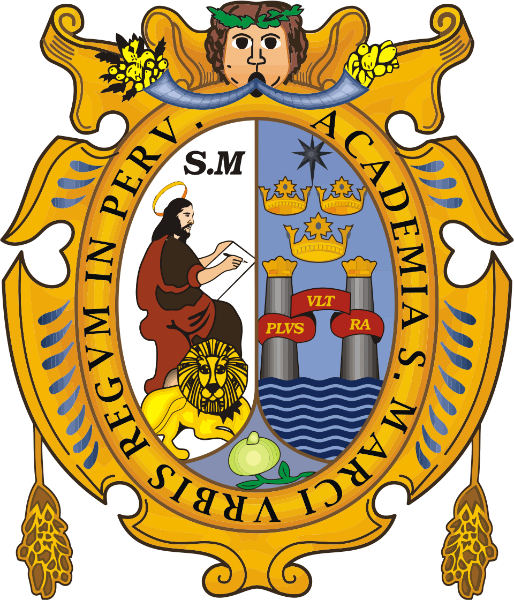 ACADEMIA S. MARCI VRBIS REGVM IN PERV.
S.M
PLVS VLT RA